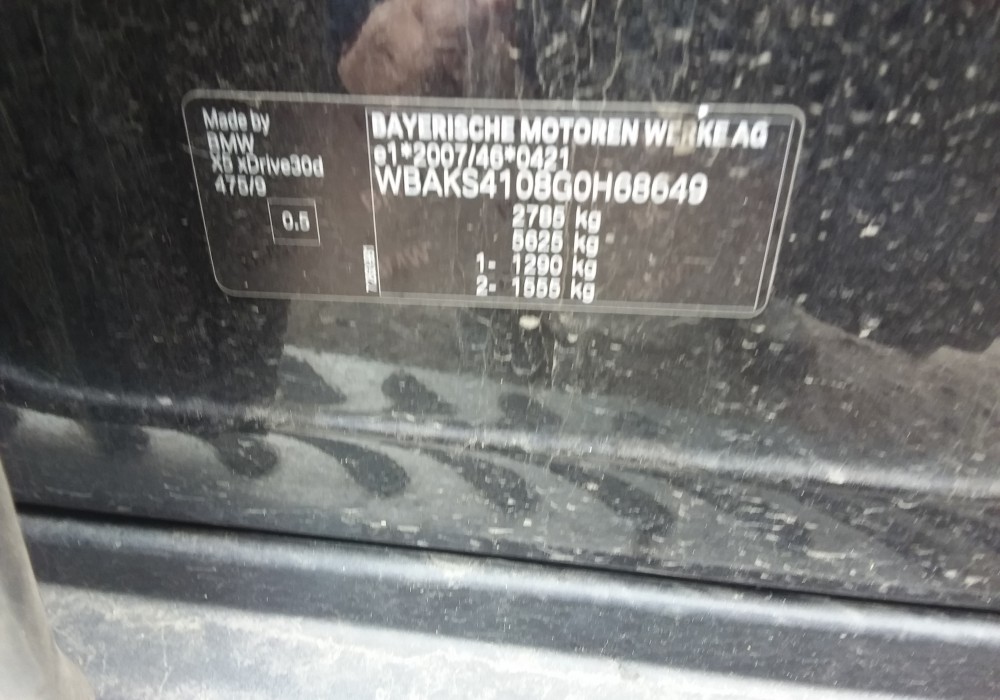 Made by
BMW
X5 xDrive30d
475/9
0.5
BAYERISCHE MOTOREN WERKE AG
e1*2007/46*0421
WBAKS4108G0H68649
2785 kg
5625 kg
1- 1290 kg
2- 1555 kg